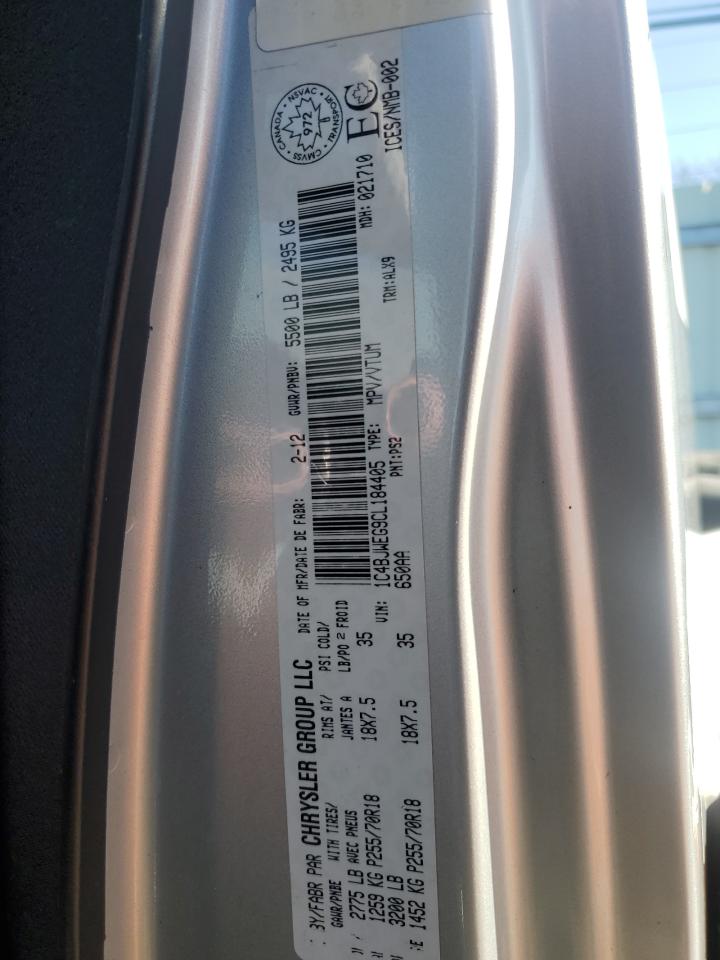 3Y/FABR PAR CHRYSLER GROUP LLC
DATE OF MFR/DATE DE FABR: 2-12 GVWR/PNBV: 5500 LB / 2495 KG
GAWR/PNBE WITH TIRES/ RIMS AT/ PSI COLD/
AVEC PNEUS JANTES A LB/PO 2 FROID
2775 LB
1259 KG P255/70R18 18X7.5 35
3200 LB
1452 KG P255/70R18 18X7.5 35
VIN: 1C4BJWEG9CL184405 TYPE: MPV/VTUM
650AA PNT:PS2 TRM:ALX9
MDH: 021710
CANADA • NSVAC • TRANSPORT • CMVSS
972
EC
ICES/NMB-002